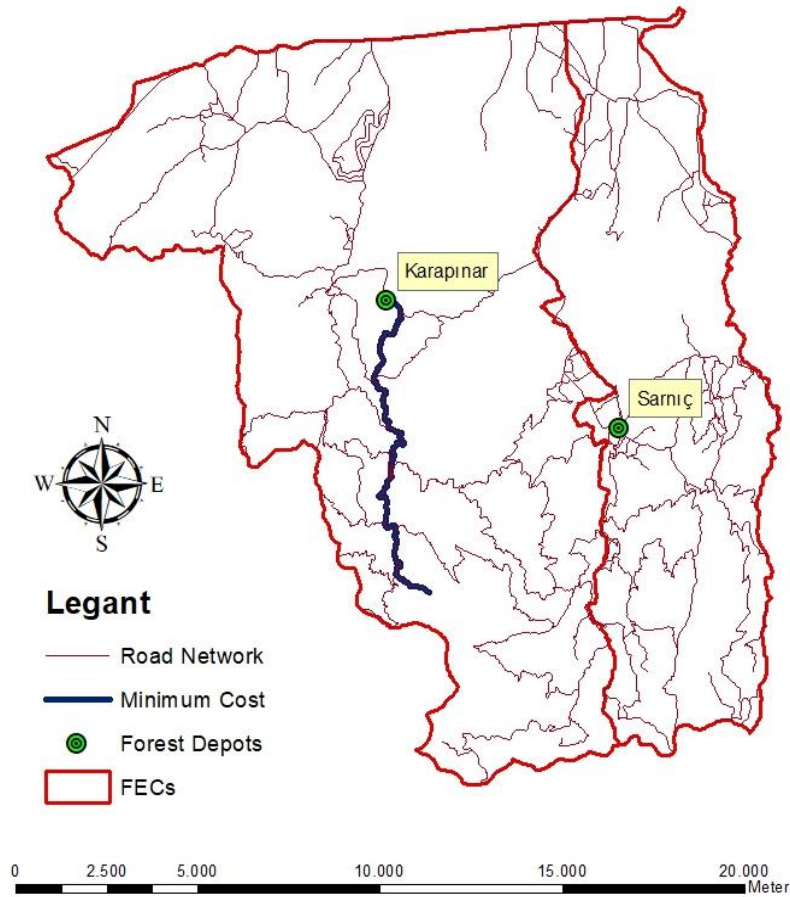 Karapınar
Sarnıç
N
W E
S
Legant
Road Network
Minimum Cost
Forest Depots
FECs
0 2.500 5.000 10.000 15.000 20.000
Meter